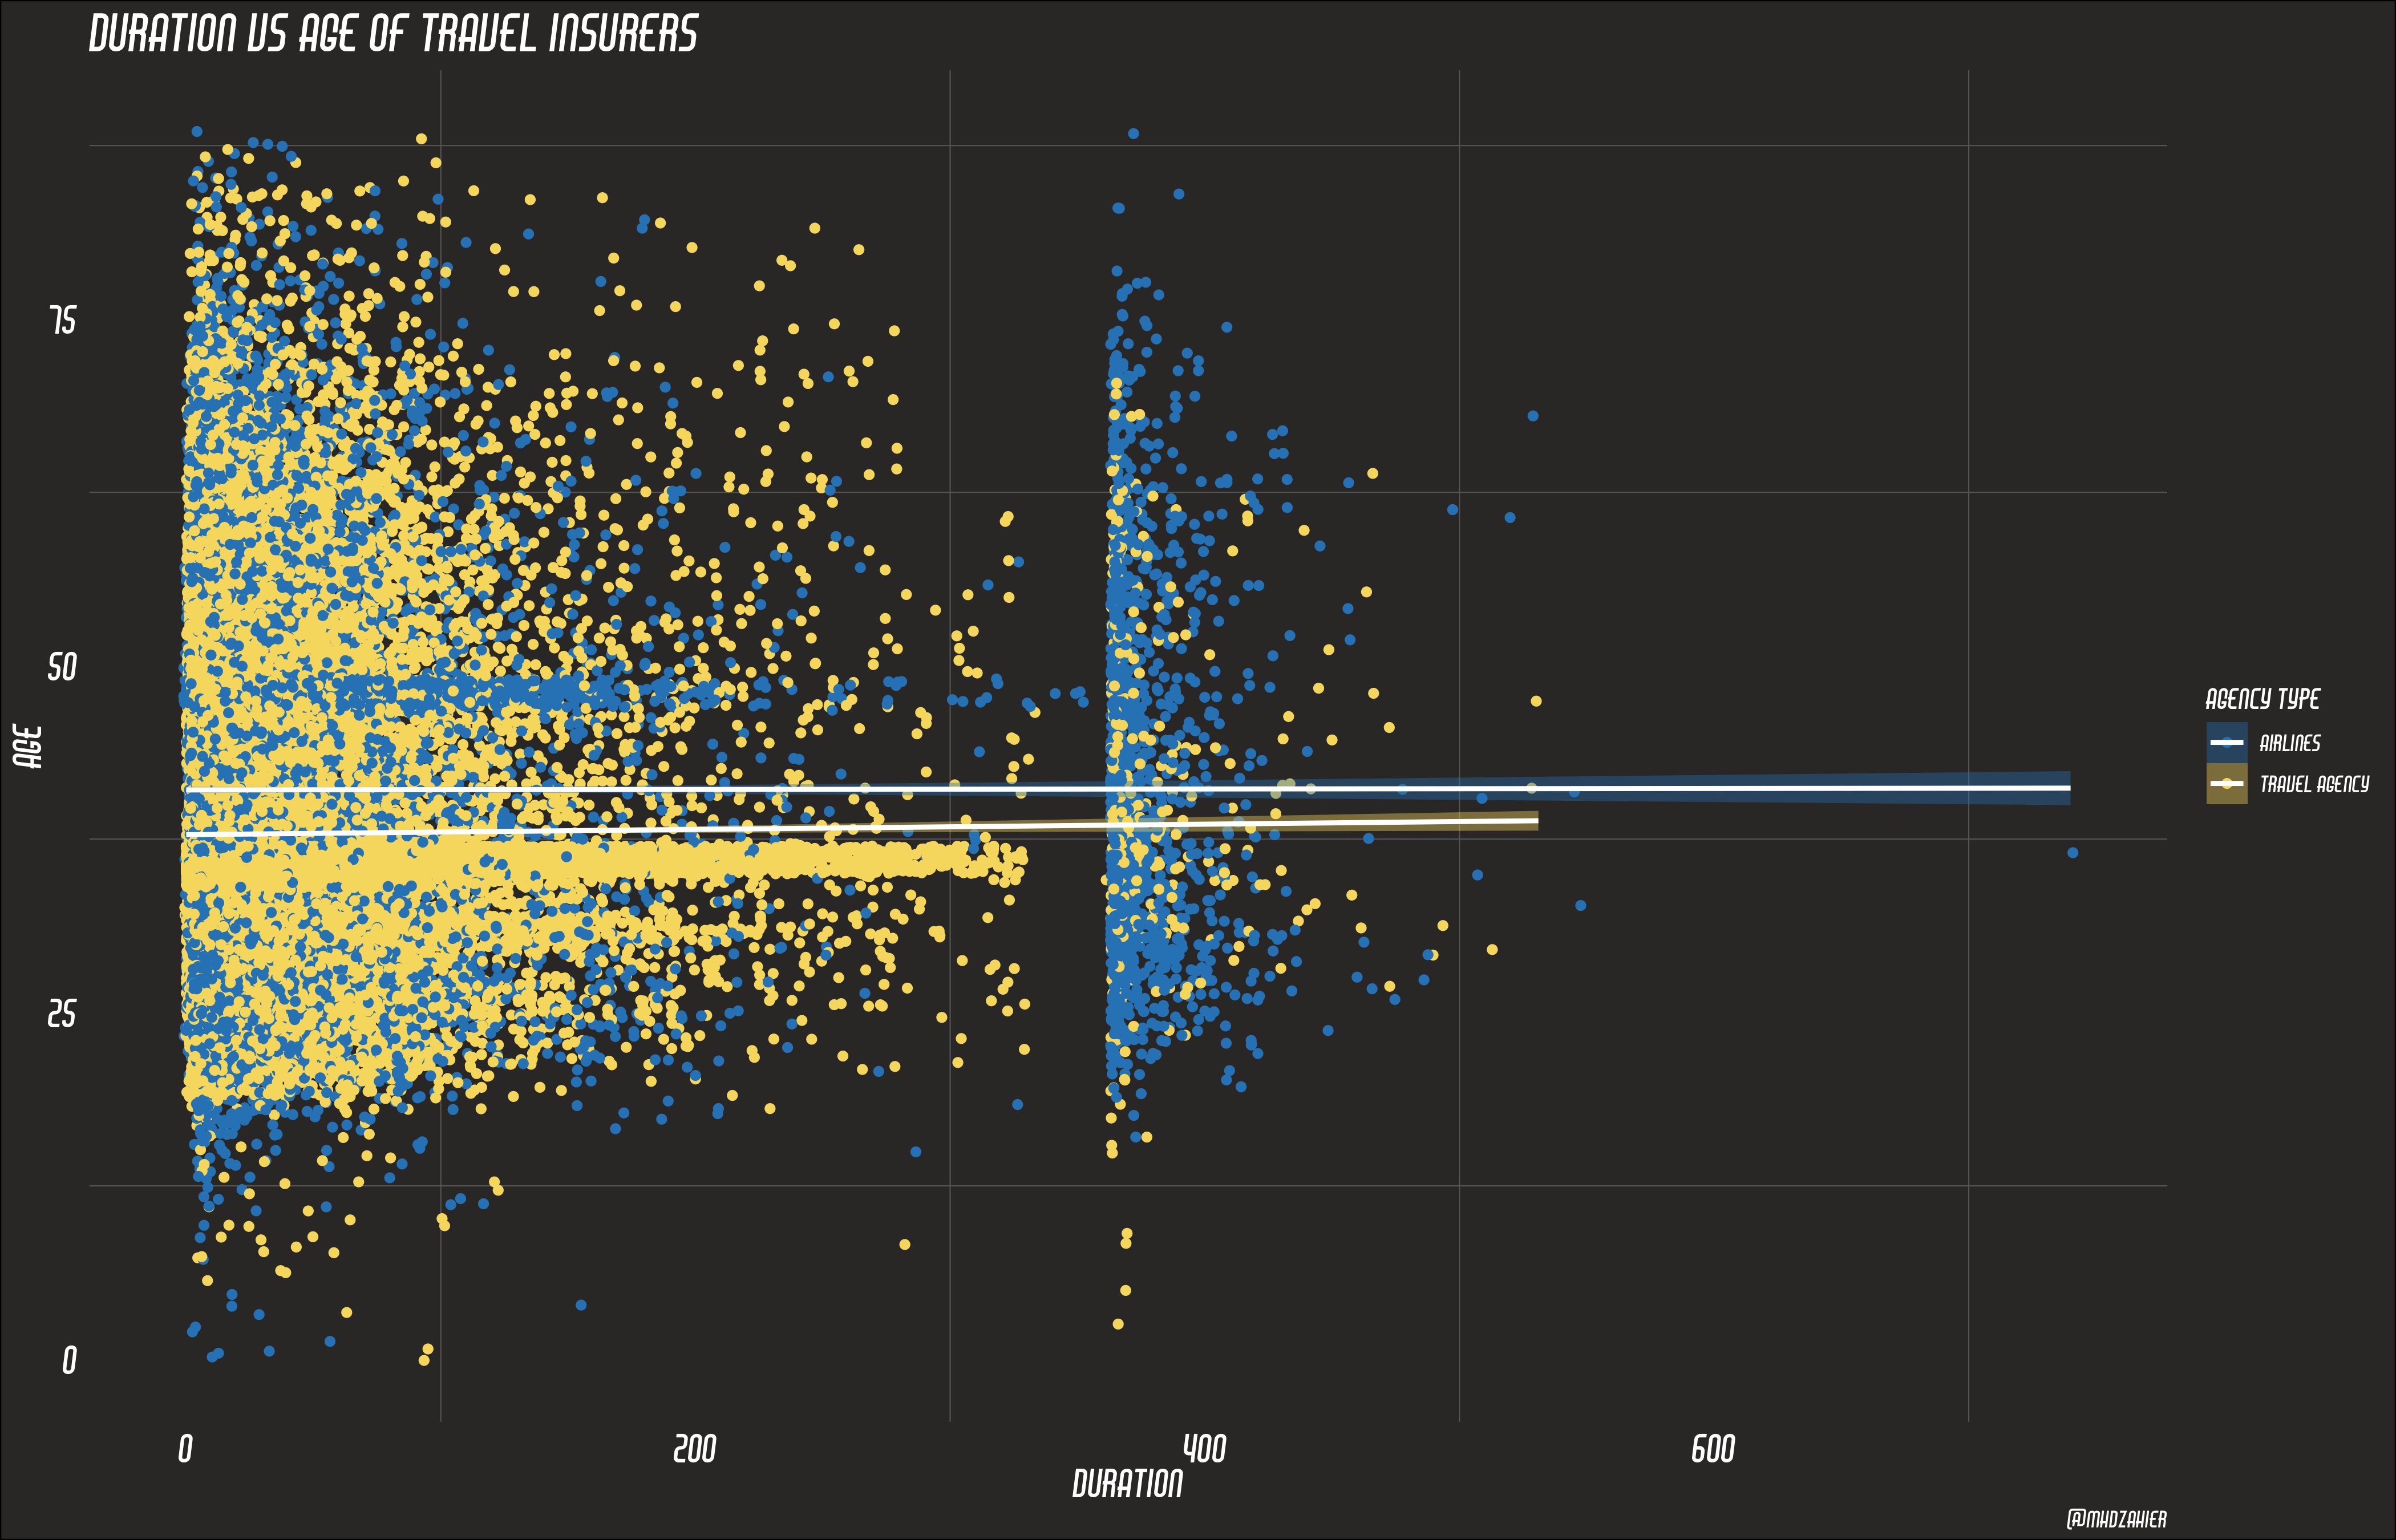 DURATION VS AGE OF TRAVEL INSURERS
75
50
25
0
AGE
0 200 400 600
DURATION
AGENCY TYPE
AIRLINES
TRAVEL AGENCY
@MHDZAHIER